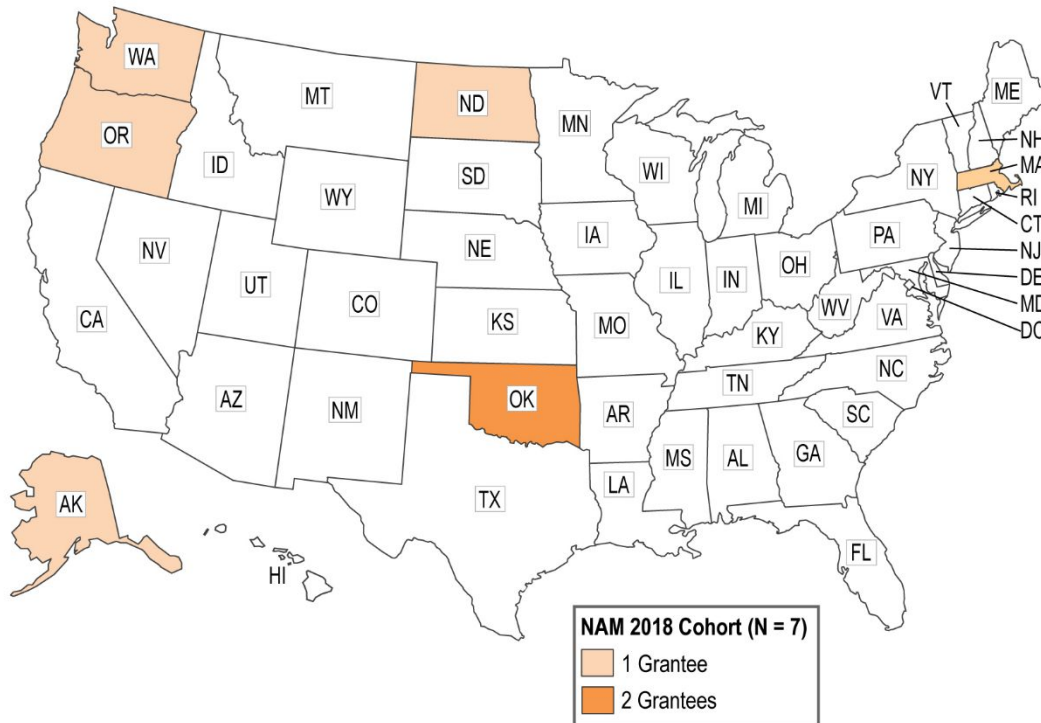 WA
OR
CA
NV
ID
MT
WY
UT
AZ
CO
NM
ND
SD
NE
KS
OK
TX
MN
IA
MO
AR
LA
WI
IL
MI
IN
OH
KY
TN
MS
AL
GA
FL
SC
NC
VA
WV
PA
NY
VT
ME
NH
MA
RI
CT
NJ
DE
MD
DC
AK
HI
NAM 2018 Cohort (N = 7)
1 Grantee
2 Grantees